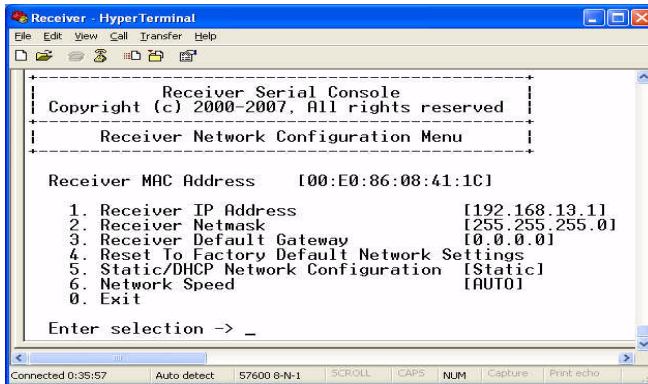 Receiver - HyperTerminal
File Edit View Call Transfer Help
Receiver Serial Console
Copyright (c) 2000-2007, All rights reserved
Receiver Network Configuration Menu
Receiver MAC Address [00:E0:86:08:41:1C]
1. Receiver IP Address [192.168.13.1]
2. Receiver Netmask [255.255.255.0]
3. Receiver Default Gateway [0.0.0.0]
4. Reset To Factory Default Network Settings
5. Static/DHCP Network Configuration [Static]
6. Network Speed [AUTO]
0. Exit
Enter selection -> _
Connected 0:35:57 Auto detect 57600 8-N-1 SCROLL CAPS NUM Capture Print echo